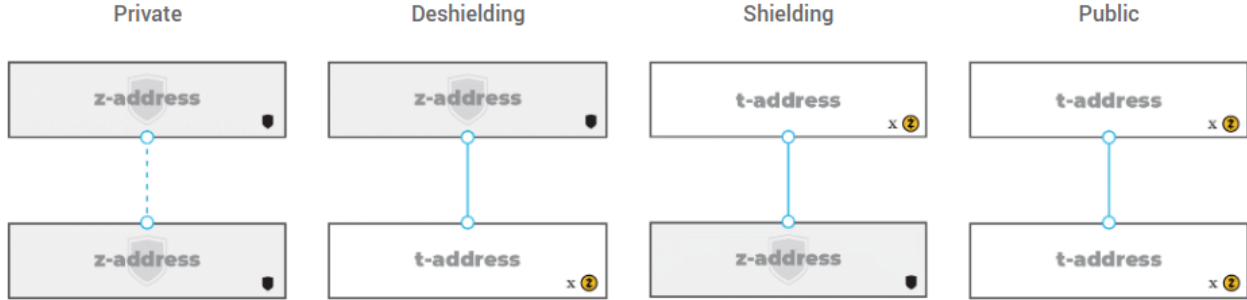 Private Deshielding Shielding Public
z-address z-address t-address t-address
x x
z-address t-address z-address t-address
x x